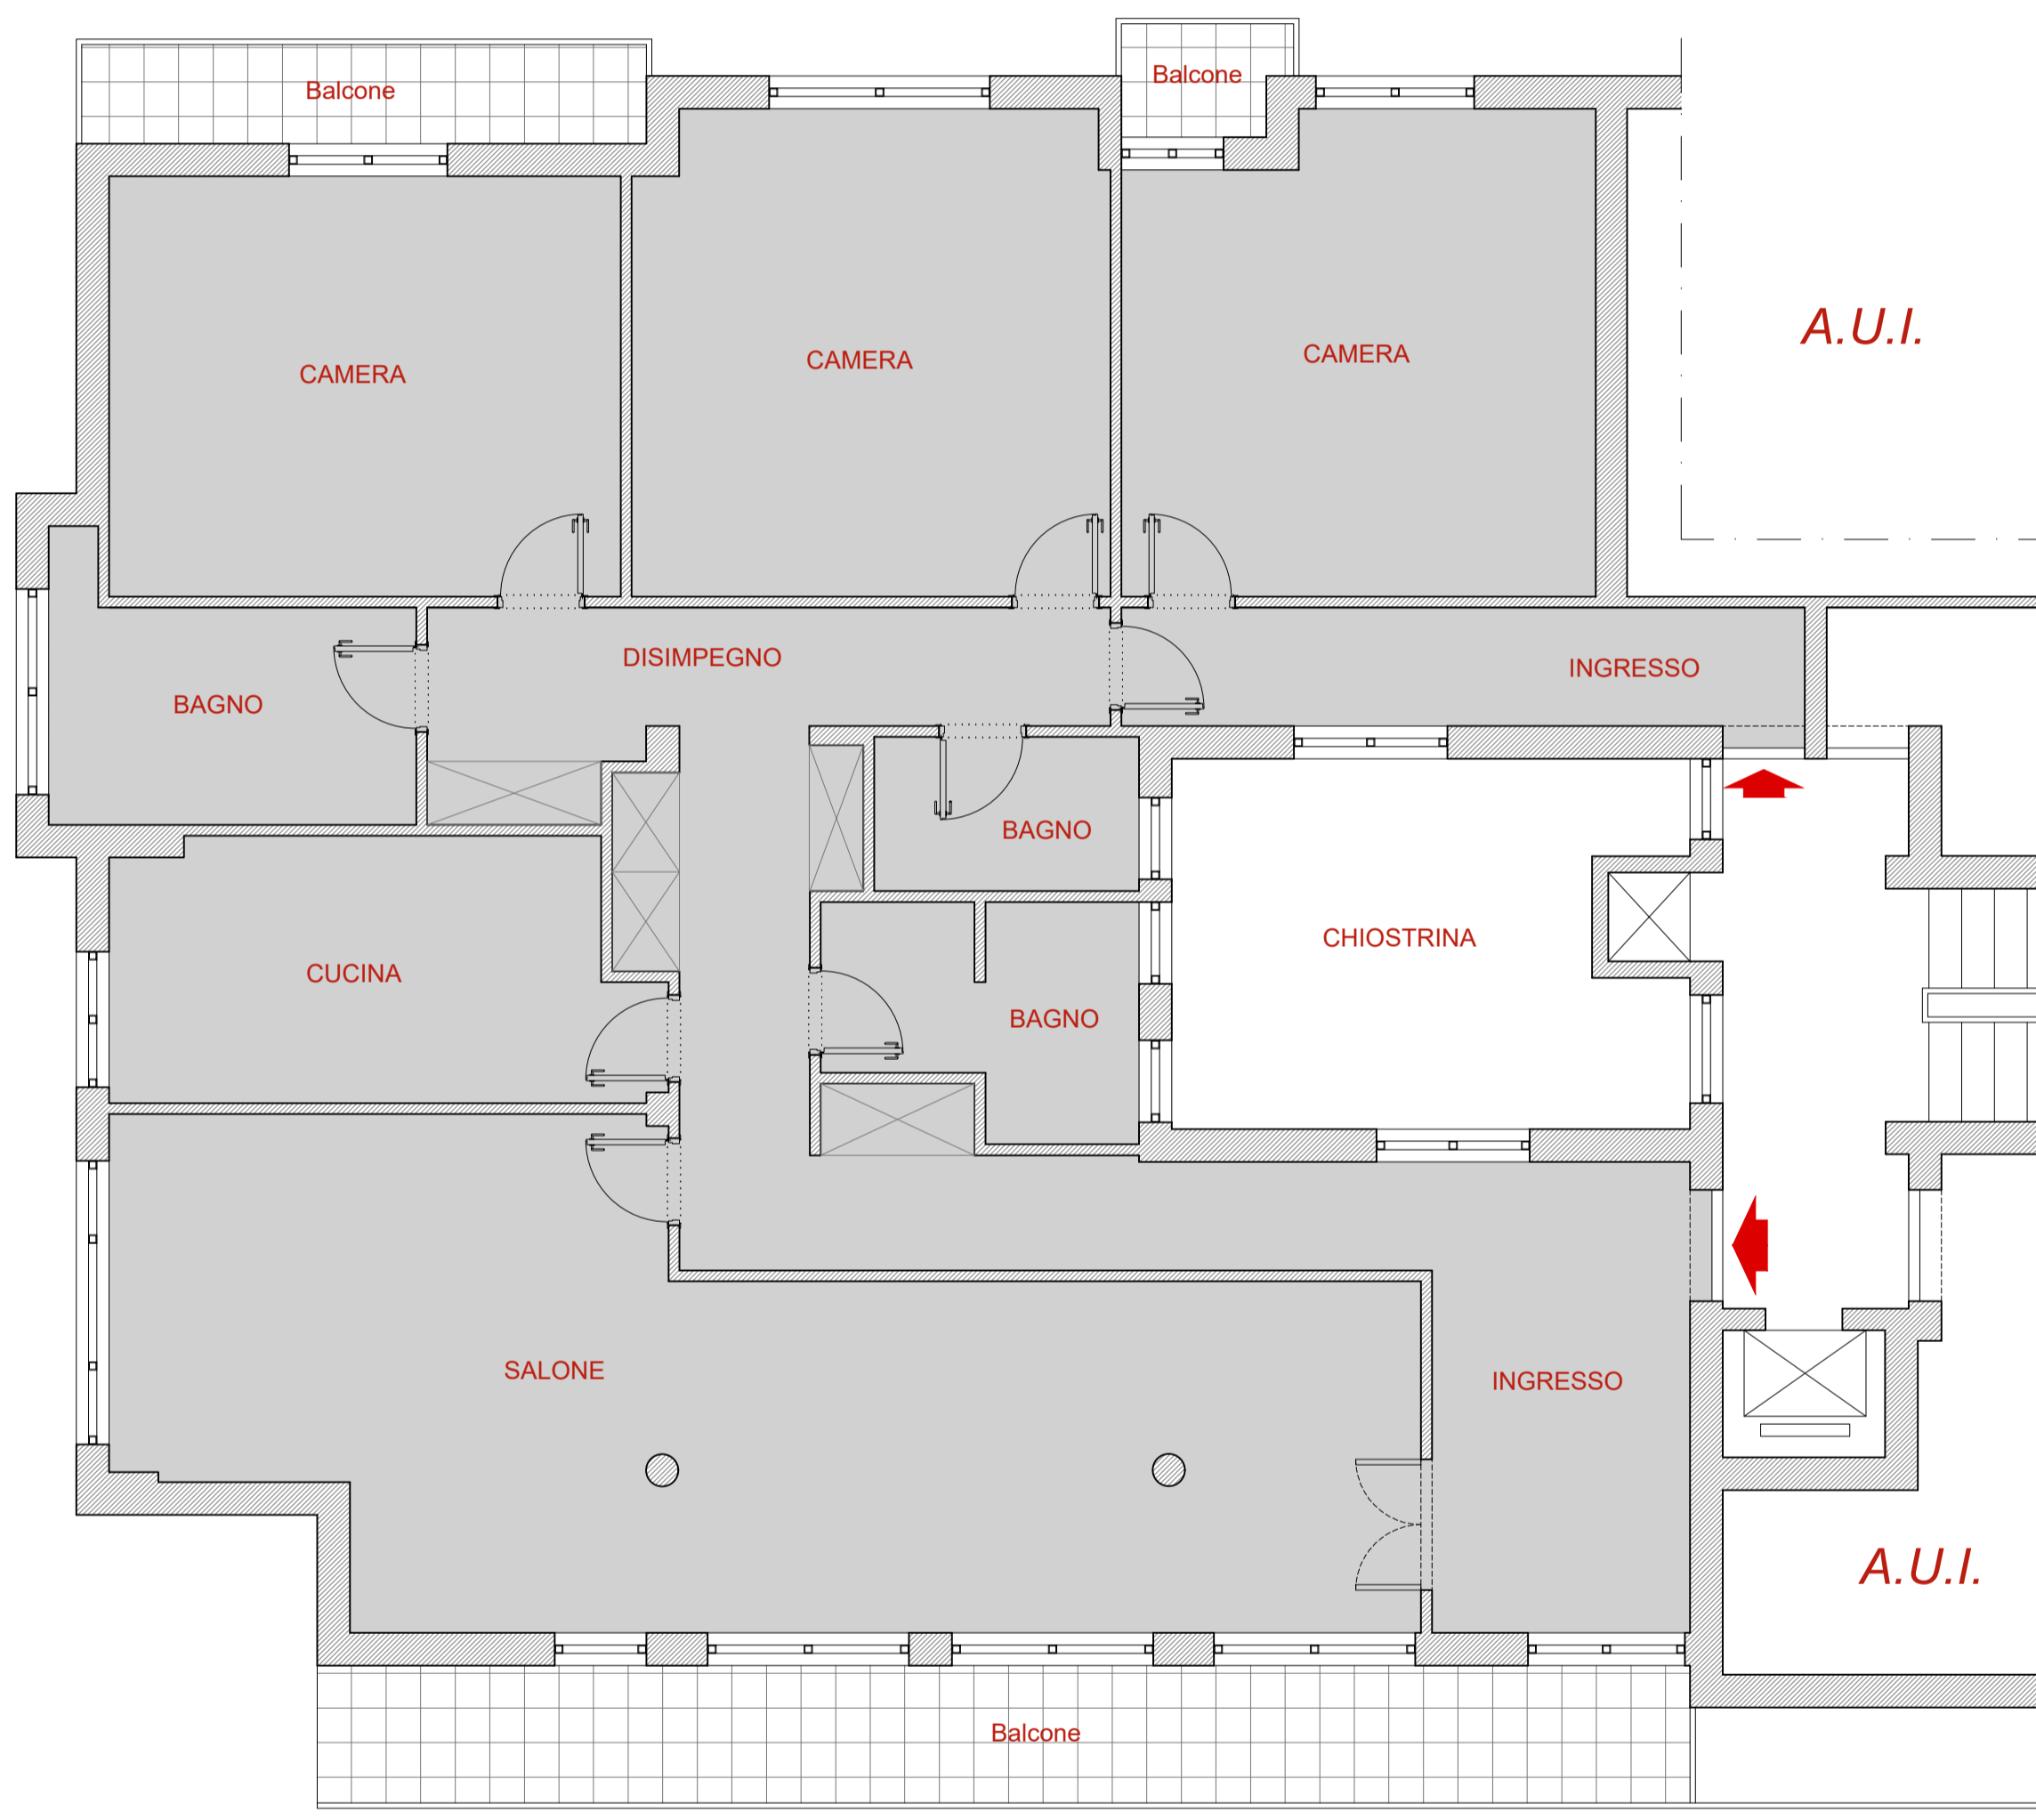 Balcone
Balcone
A.U.I.
CAMERA
CAMERA
CAMERA
DISIMPEGNO
INGRESSO
BAGNO
BAGNO
CHIOSTRINA
CUCINA
BAGNO
SALONE
INGRESSO
A.U.I.
Balcone